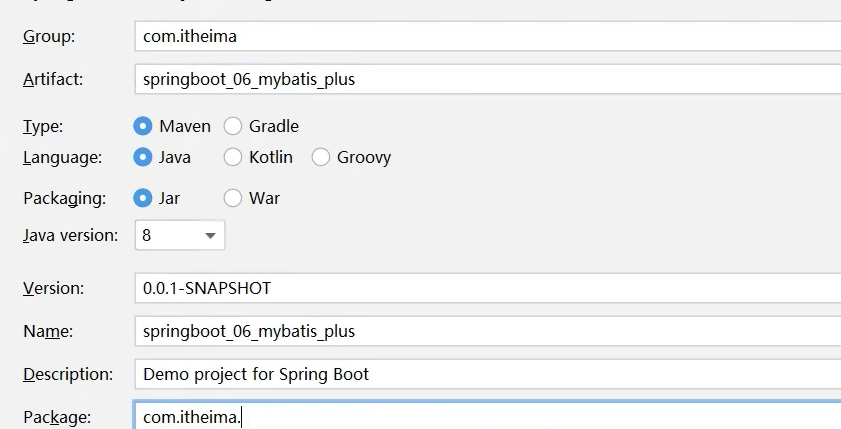 Group: com.itheima
Artifact: springboot_06_mybatis_plus
Type: Maven Gradle
Language: Java Kotlin Groovy
Packaging: Jar War
Java version: 8
Version: 0.0.1-SNAPSHOT
Name: springboot_06_mybatis_plus
Description: Demo project for Spring Boot
Package: com.itheima.